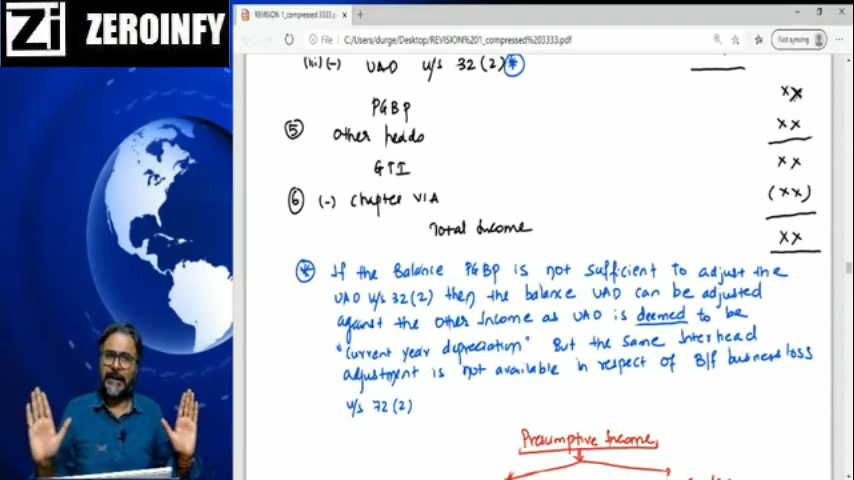 Zi ZEROINFY
REVISION 1_compressed 3333.pdf
File C:/Users/durge/Desktop/REVISION%201_compressed%203333.pdf
Not syncing
(iii) (-) UAD u/s 32(2) *
PGBP xx
5 Other heads xx
GTI xx
6 (-) Chapter VIA (xx)
Total Income xx
* If the Balance PGBP is not sufficient to adjust the
UAD u/s 32(2) then the balance UAD can be adjusted
against the other Income as UAD is deemed to be
"current year depreciation" But the same Interhead
adjustment is not available in respect of B/f business loss
u/s 72(2)
Presumptive Income